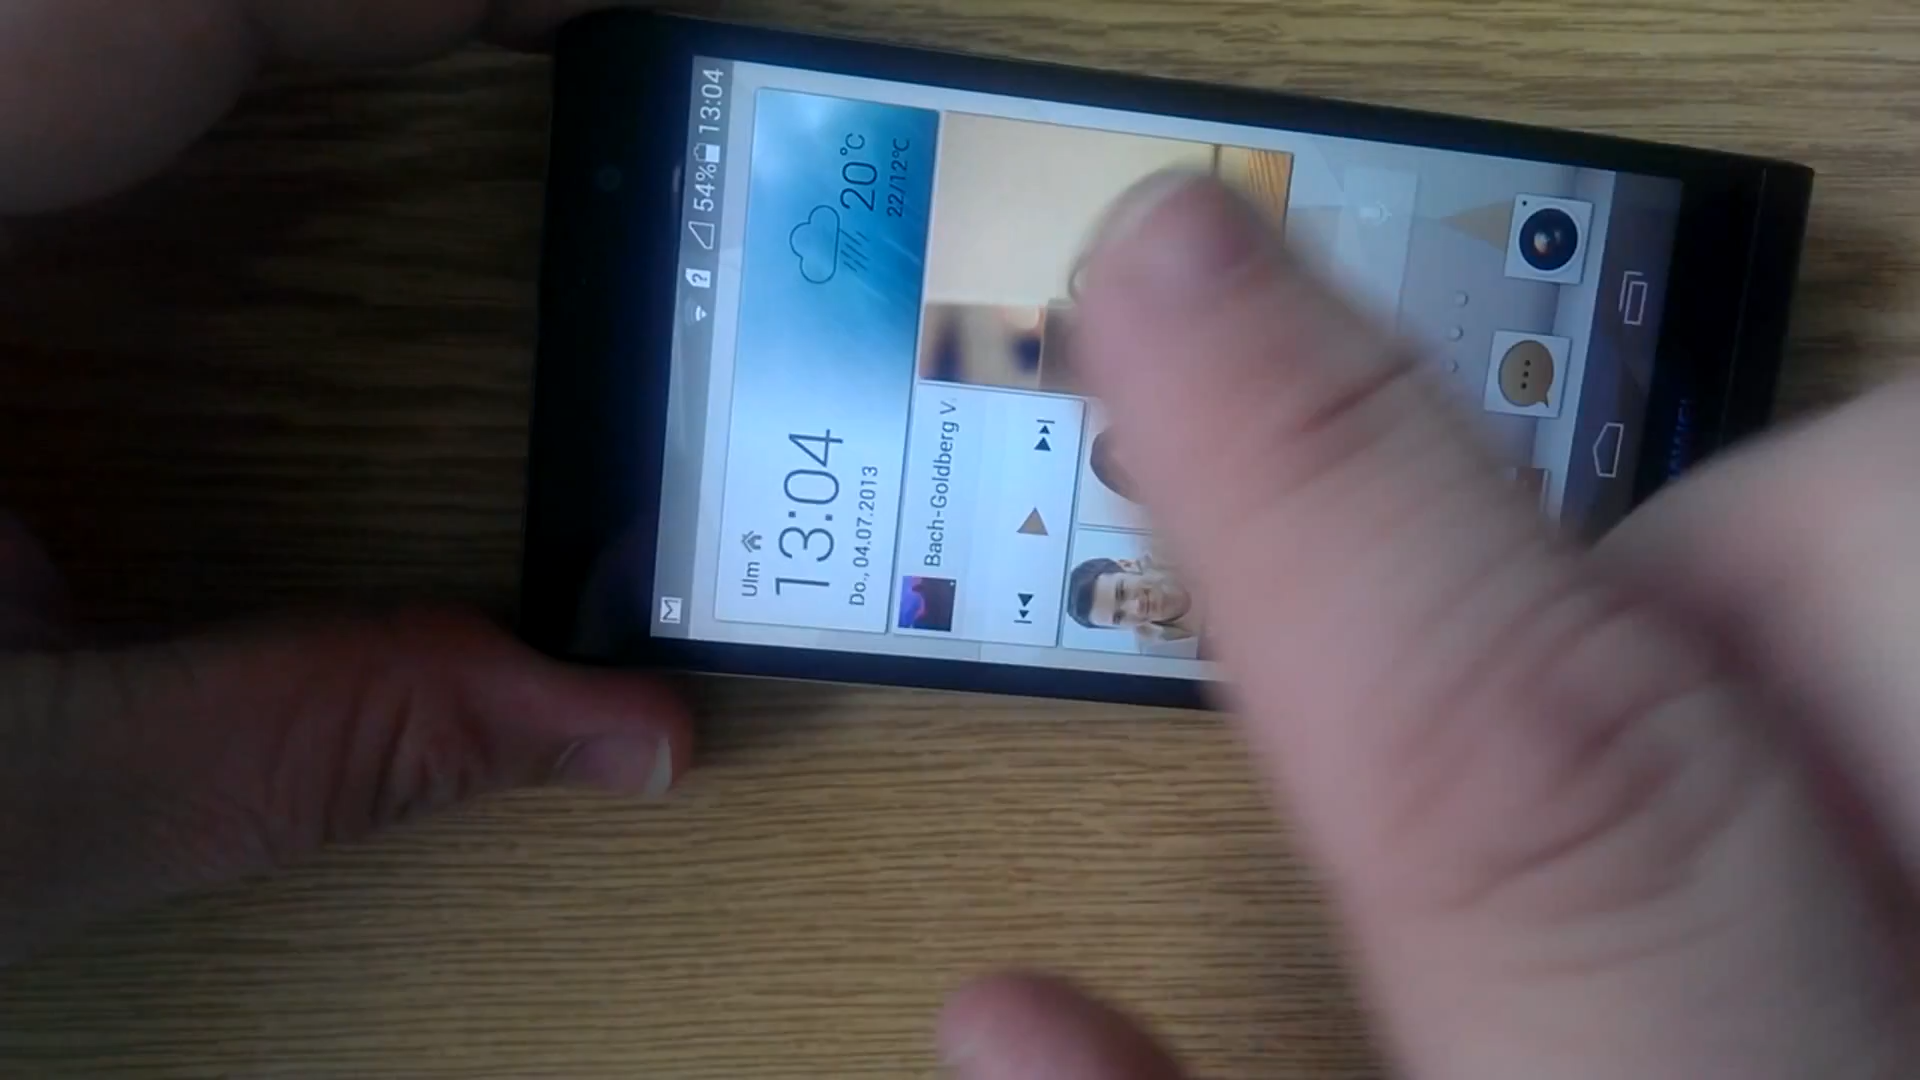 54% 13:04
Ulm
13:04
Do., 04.07.2013
20°C
22/12°C
Bach-Goldberg V